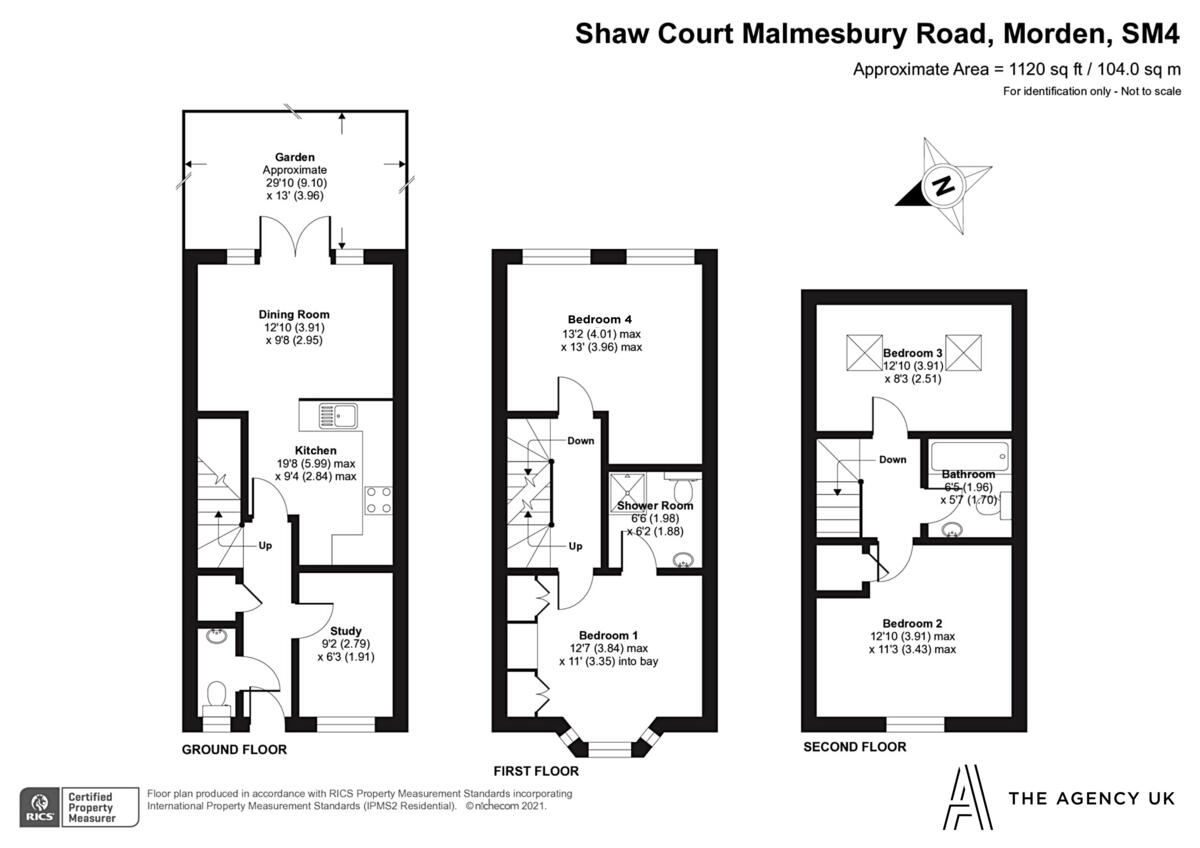 Shaw Court Malmesbury Road, Morden, SM4
Approximate Area = 1120 sq ft / 104.0 sq m
For identification only - Not to scale
Garden
Approximate
29'10 (9.10)
x 13' (3.96)
N
Dining Room
12'10 (3.91)
x 9'8 (2.95)
Kitchen
19'8 (5.99) max
x 9'4 (2.84) max
Up
Study
9'2 (2.79)
x 6'3 (1.91)
GROUND FLOOR
Bedroom 4
13'2 (4.01) max
x 13' (3.96) max
Down
Shower Room
6'6 (1.98)
x 6'2 (1.88)
Up
Bedroom 1
12'7 (3.84) max
x 11' (3.35) into bay
FIRST FLOOR
Bedroom 3
12'10 (3.91)
x 8'3 (2.51)
Down
Bathroom
6'5 (1.96)
x 5'7 (1.70)
Bedroom 2
12'10 (3.91) max
x 11'3 (3.43) max
SECOND FLOOR
RICS
Certified
Property
Measurer
Floor plan produced in accordance with RICS Property Measurement Standards incorporating
International Property Measurement Standards (IPMS2 Residential). © nichecom 2021.
THE AGENCY UK